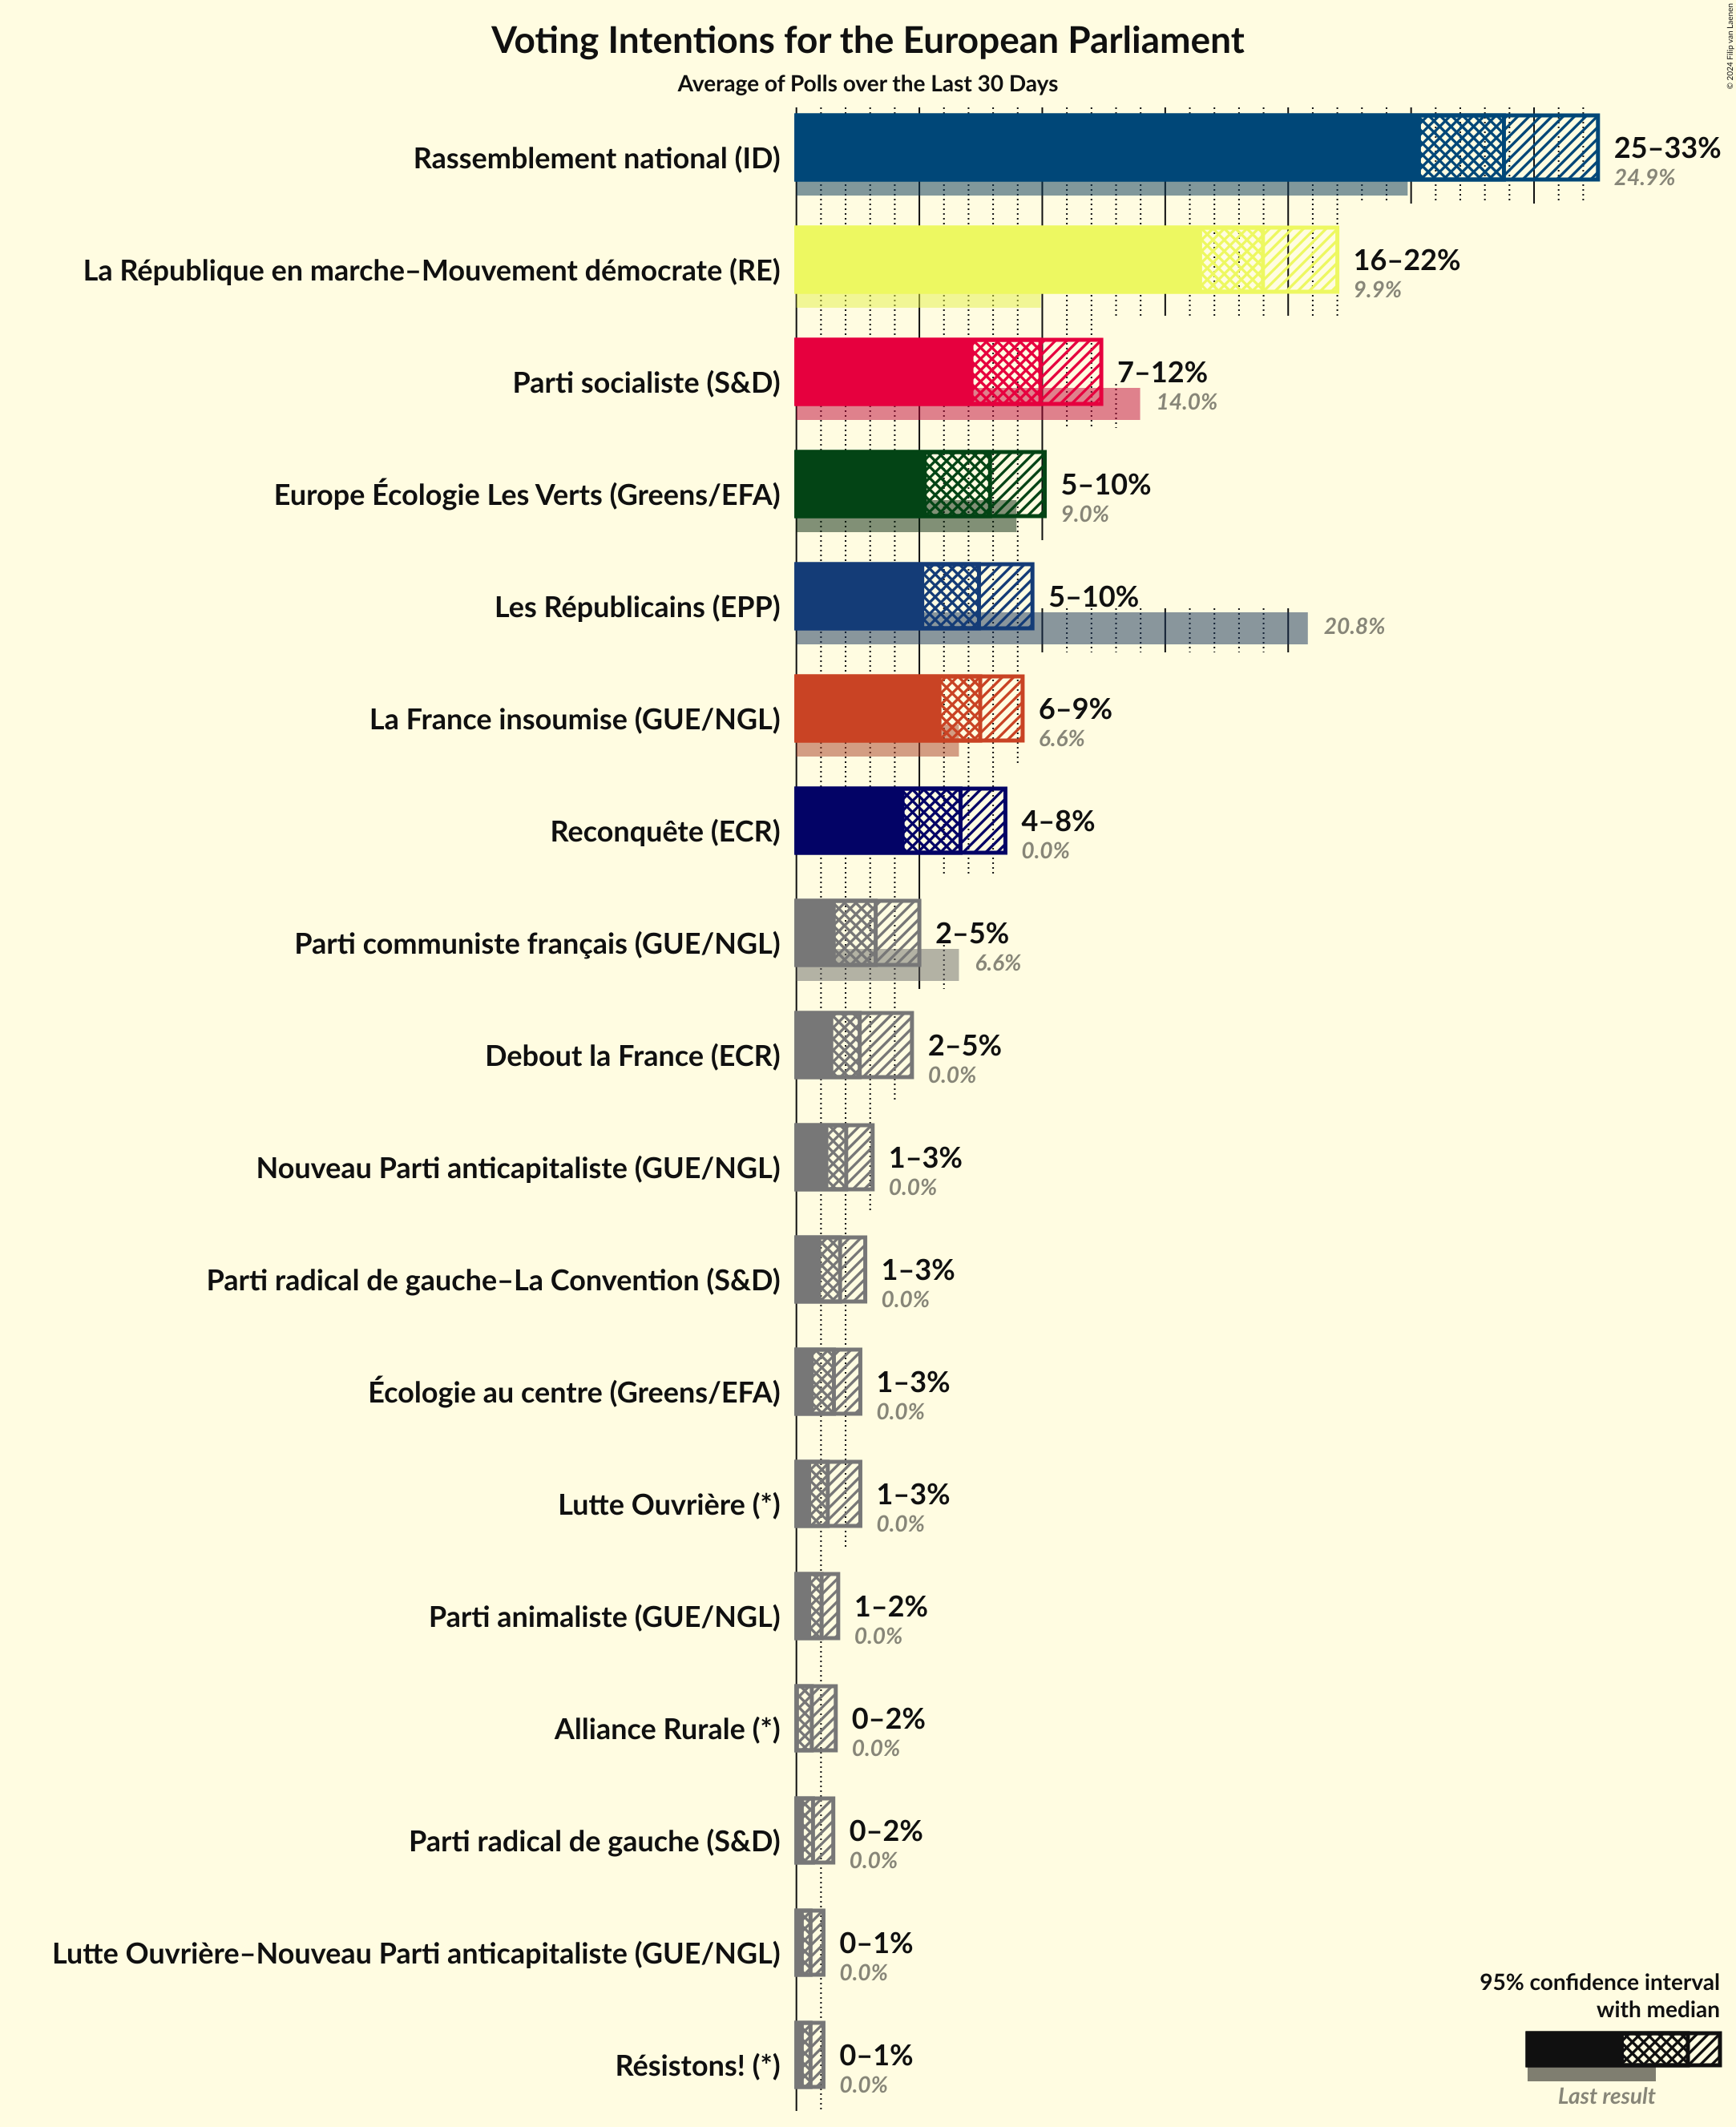 Voting Intentions for the European Parliament
Average of Polls over the Last 30 Days
© 2024 Filip van Laenen
Rassemblement national (ID)
25–33%
24.9%
La République en marche–Mouvement démocrate (RE)
16–22%
9.9%
Parti socialiste (S&D)
7–12%
14.0%
Europe Écologie Les Verts (Greens/EFA)
5–10%
9.0%
Les Républicains (EPP)
5–10%
20.8%
La France insoumise (GUE/NGL)
6–9%
6.6%
Reconquête (ECR)
4–8%
0.0%
Parti communiste français (GUE/NGL)
2–5%
6.6%
Debout la France (ECR)
2–5%
0.0%
Nouveau Parti anticapitaliste (GUE/NGL)
1–3%
0.0%
Parti radical de gauche–La Convention (S&D)
1–3%
0.0%
Écologie au centre (Greens/EFA)
1–3%
0.0%
Lutte Ouvrière (*)
1–3%
0.0%
Parti animaliste (GUE/NGL)
1–2%
0.0%
Alliance Rurale (*)
0–2%
0.0%
Parti radical de gauche (S&D)
0–2%
0.0%
Lutte Ouvrière–Nouveau Parti anticapitaliste (GUE/NGL)
0–1%
0.0%
Résistons! (*)
0–1%
0.0%
95% confidence interval
with median
Last result